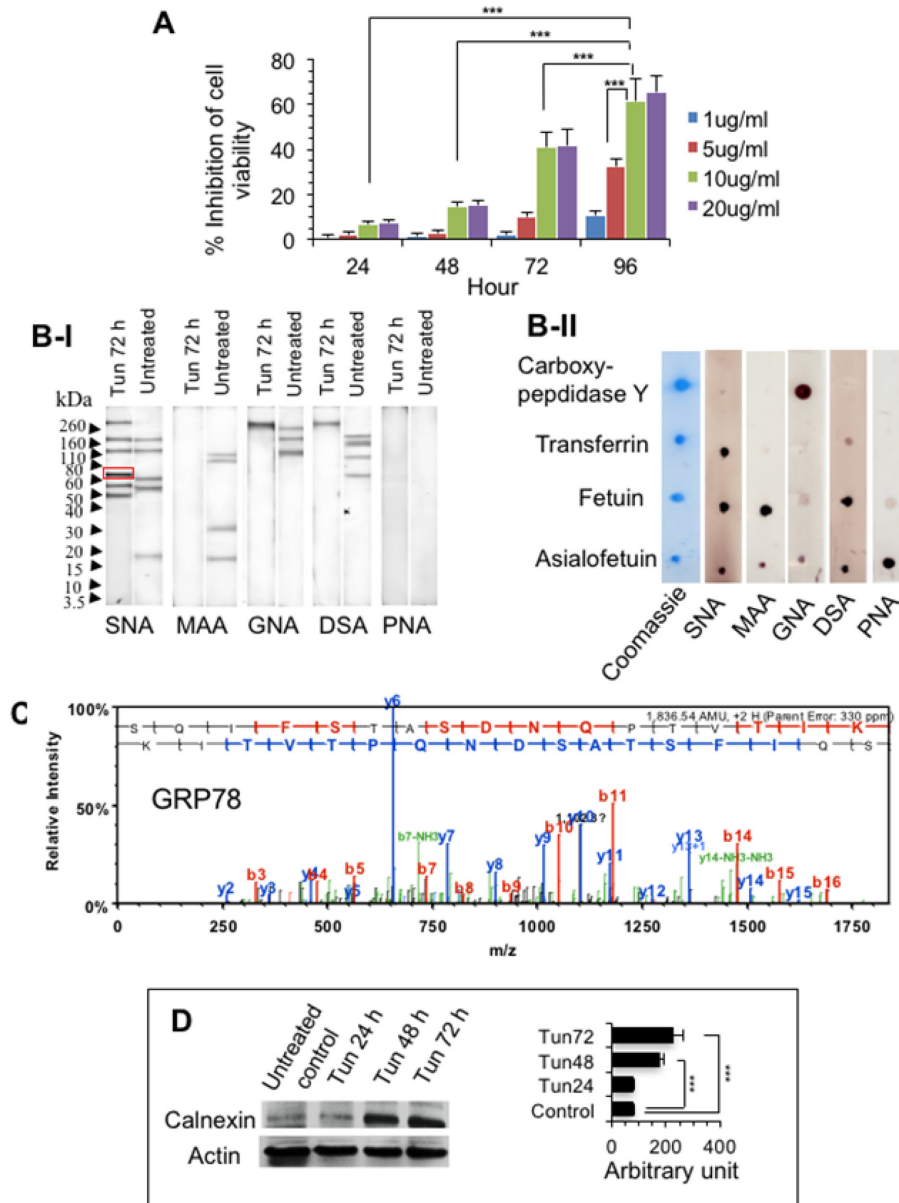 A
***
***
***
***
% Inhibition of cell viability
80
60
40
20
0
24 48 72 96
Hour
1ug/ml
5ug/ml
10ug/ml
20ug/ml
B-I
Tun 72 h Untreated Tun 72 h Untreated Tun 72 h Untreated Tun 72 h Untreated Tun 72 h Untreated
kDa
260
160
110
80
60
50
40
30
20
15
10
3.5
SNA MAA GNA DSA PNA
B-II
Carboxy-
pepdidase Y
Transferrin
Fetuin
Asialofetuin
Coomassie SNA MAA GNA DSA PNA
C
Relative Intensity
100%
50%
0%
y6
1,836.54 AMU, +2 H (Parent Error: 330 ppm)
S Q I F S T A S D N Q P T V T I K
K I T V T P Q N D S A T S F I Q S
GRP78
b11
b7-NH3 y7 y9 b10 y10 y13 b14
y14-NH3-NH3
b3 y4 b4 b5 b7 y8 y11 b15
y2 y3 y5 b8 b9 y12 y14 y15 b16
0 250 500 750 1000 1250 1500 1750
m/z
D
Untreated control
Tun 24 h
Tun 48 h
Tun 72 h
Calnexin
Actin
Tun72
Tun48
Tun24
Control
***
***
0 200 400
Arbitrary unit